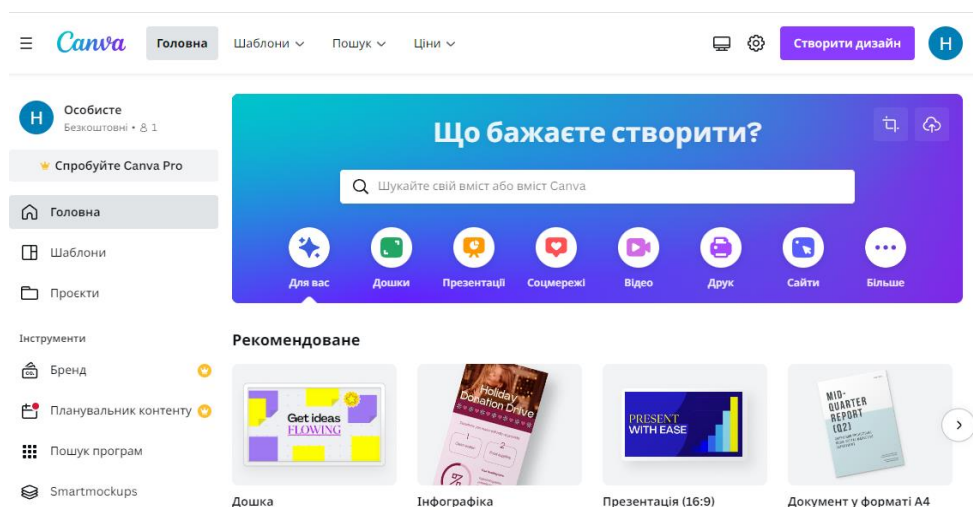 Canva
Головна
Шаблони
Пошук
Ціни
Створити дизайн
Н
Н
Особисте
Безкоштовні • 1
Спробуйте Canva Pro
Головна
Шаблони
Проєкти
Інструменти
Бренд
Планувальник контенту
Пошук програм
Smartmockups
Що бажаєте створити?
Шукайте свій вміст або вміст Canva
Для вас
Дошки
Презентації
Соцмережі
Відео
Друк
Сайти
Більше
Рекомендоване
Get ideas
FLOWING
Holiday
Donation Drive
1
2
PRESENT
WITH EASE
MID-
QUARTER
REPORT
(Q2)
Дошка
Інфографіка
Презентація (16:9)
Документ у форматі A4